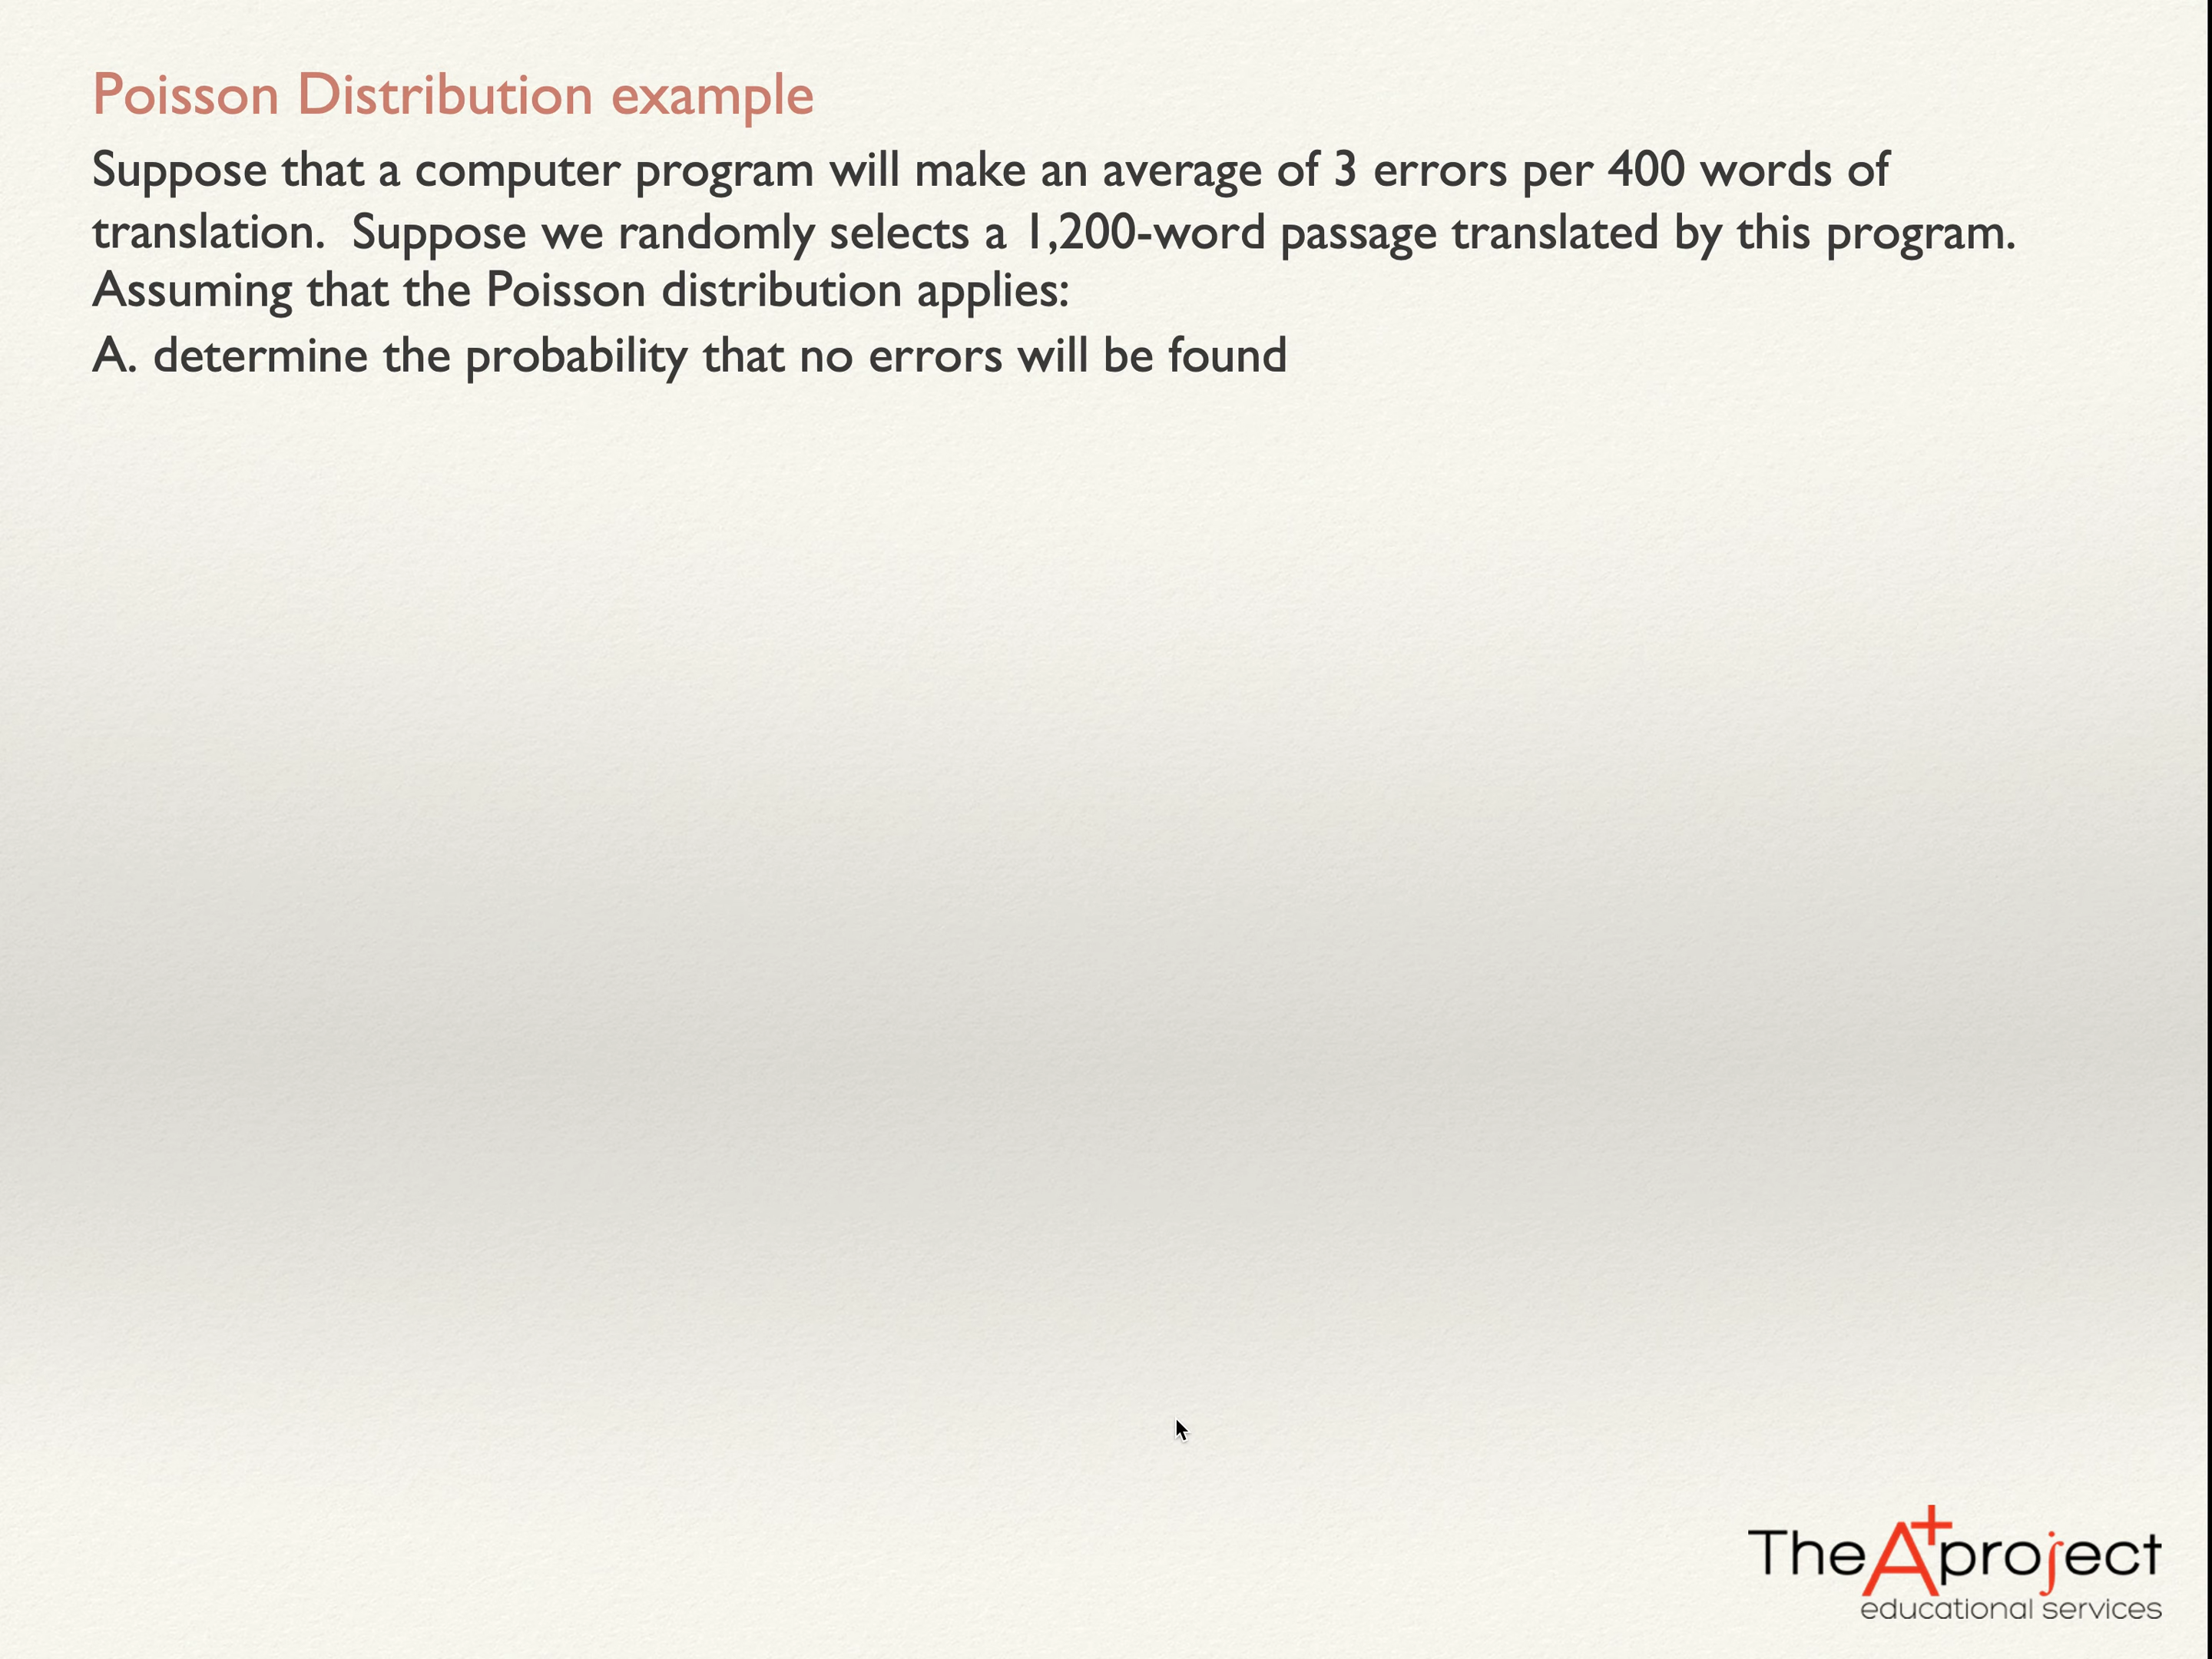 Poisson Distribution example
Suppose that a computer program will make an average of 3 errors per 400 words of
translation.  Suppose we randomly selects a 1,200-word passage translated by this program.
Assuming that the Poisson distribution applies:
A. determine the probability that no errors will be found
The A+ project
educational services